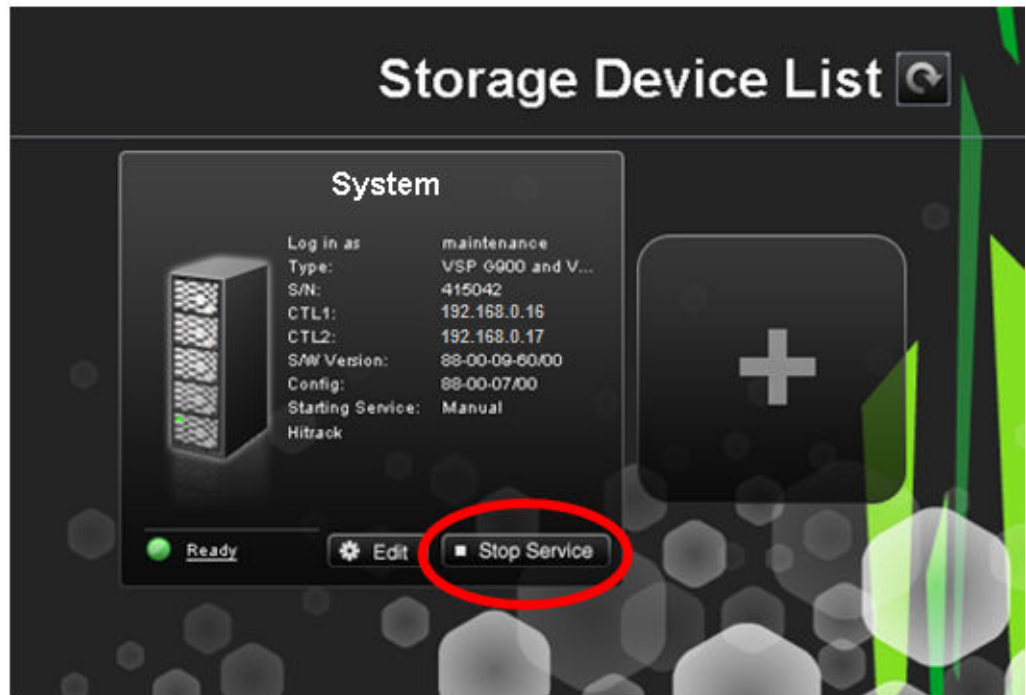 Storage Device List
System
Log in as maintenance
Type: VSP G900 and V...
S/N: 415042
CTL1: 192.168.0.16
CTL2: 192.168.0.17
S/W Version: 88-00-09-60/00
Config: 88-00-07/00
Starting Service: Manual
Hitrack
Ready Edit Stop Service